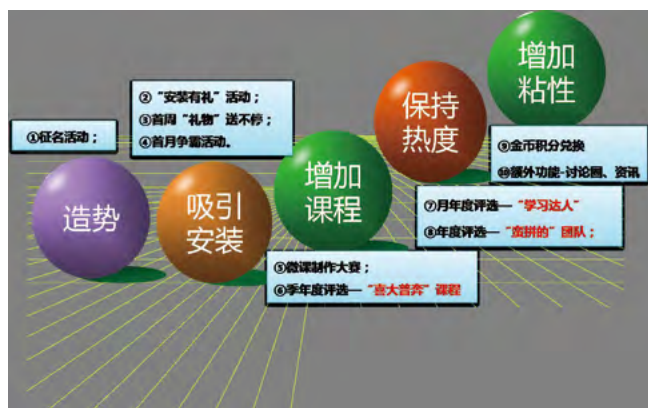 造势
①征名活动；
吸引
安装
②“安装有礼”活动；
③首周“礼物”送不停；
④首月争霸活动。
增加
课程
⑤微课制作大赛；
⑥季年度评选—“喜大普奔”课程
保持
热度
⑦月年度评选—“学习达人”
⑧年度评选—“蛮拼的”团队；
增加
粘性
⑨金币积分兑换
⑩额外功能-讨论圈、资讯